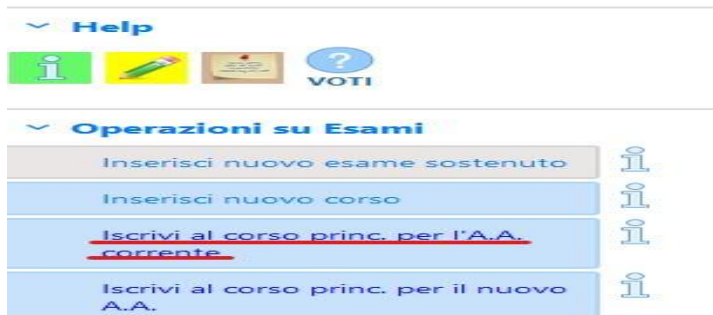 Help
VOTI
Operazioni su Esami
Inserisci nuovo esame sostenuto
Inserisci nuovo corso
Iscrivi al corso princ. per l'A.A.
corrente
Iscrivi al corso princ. per il nuovo
A.A.